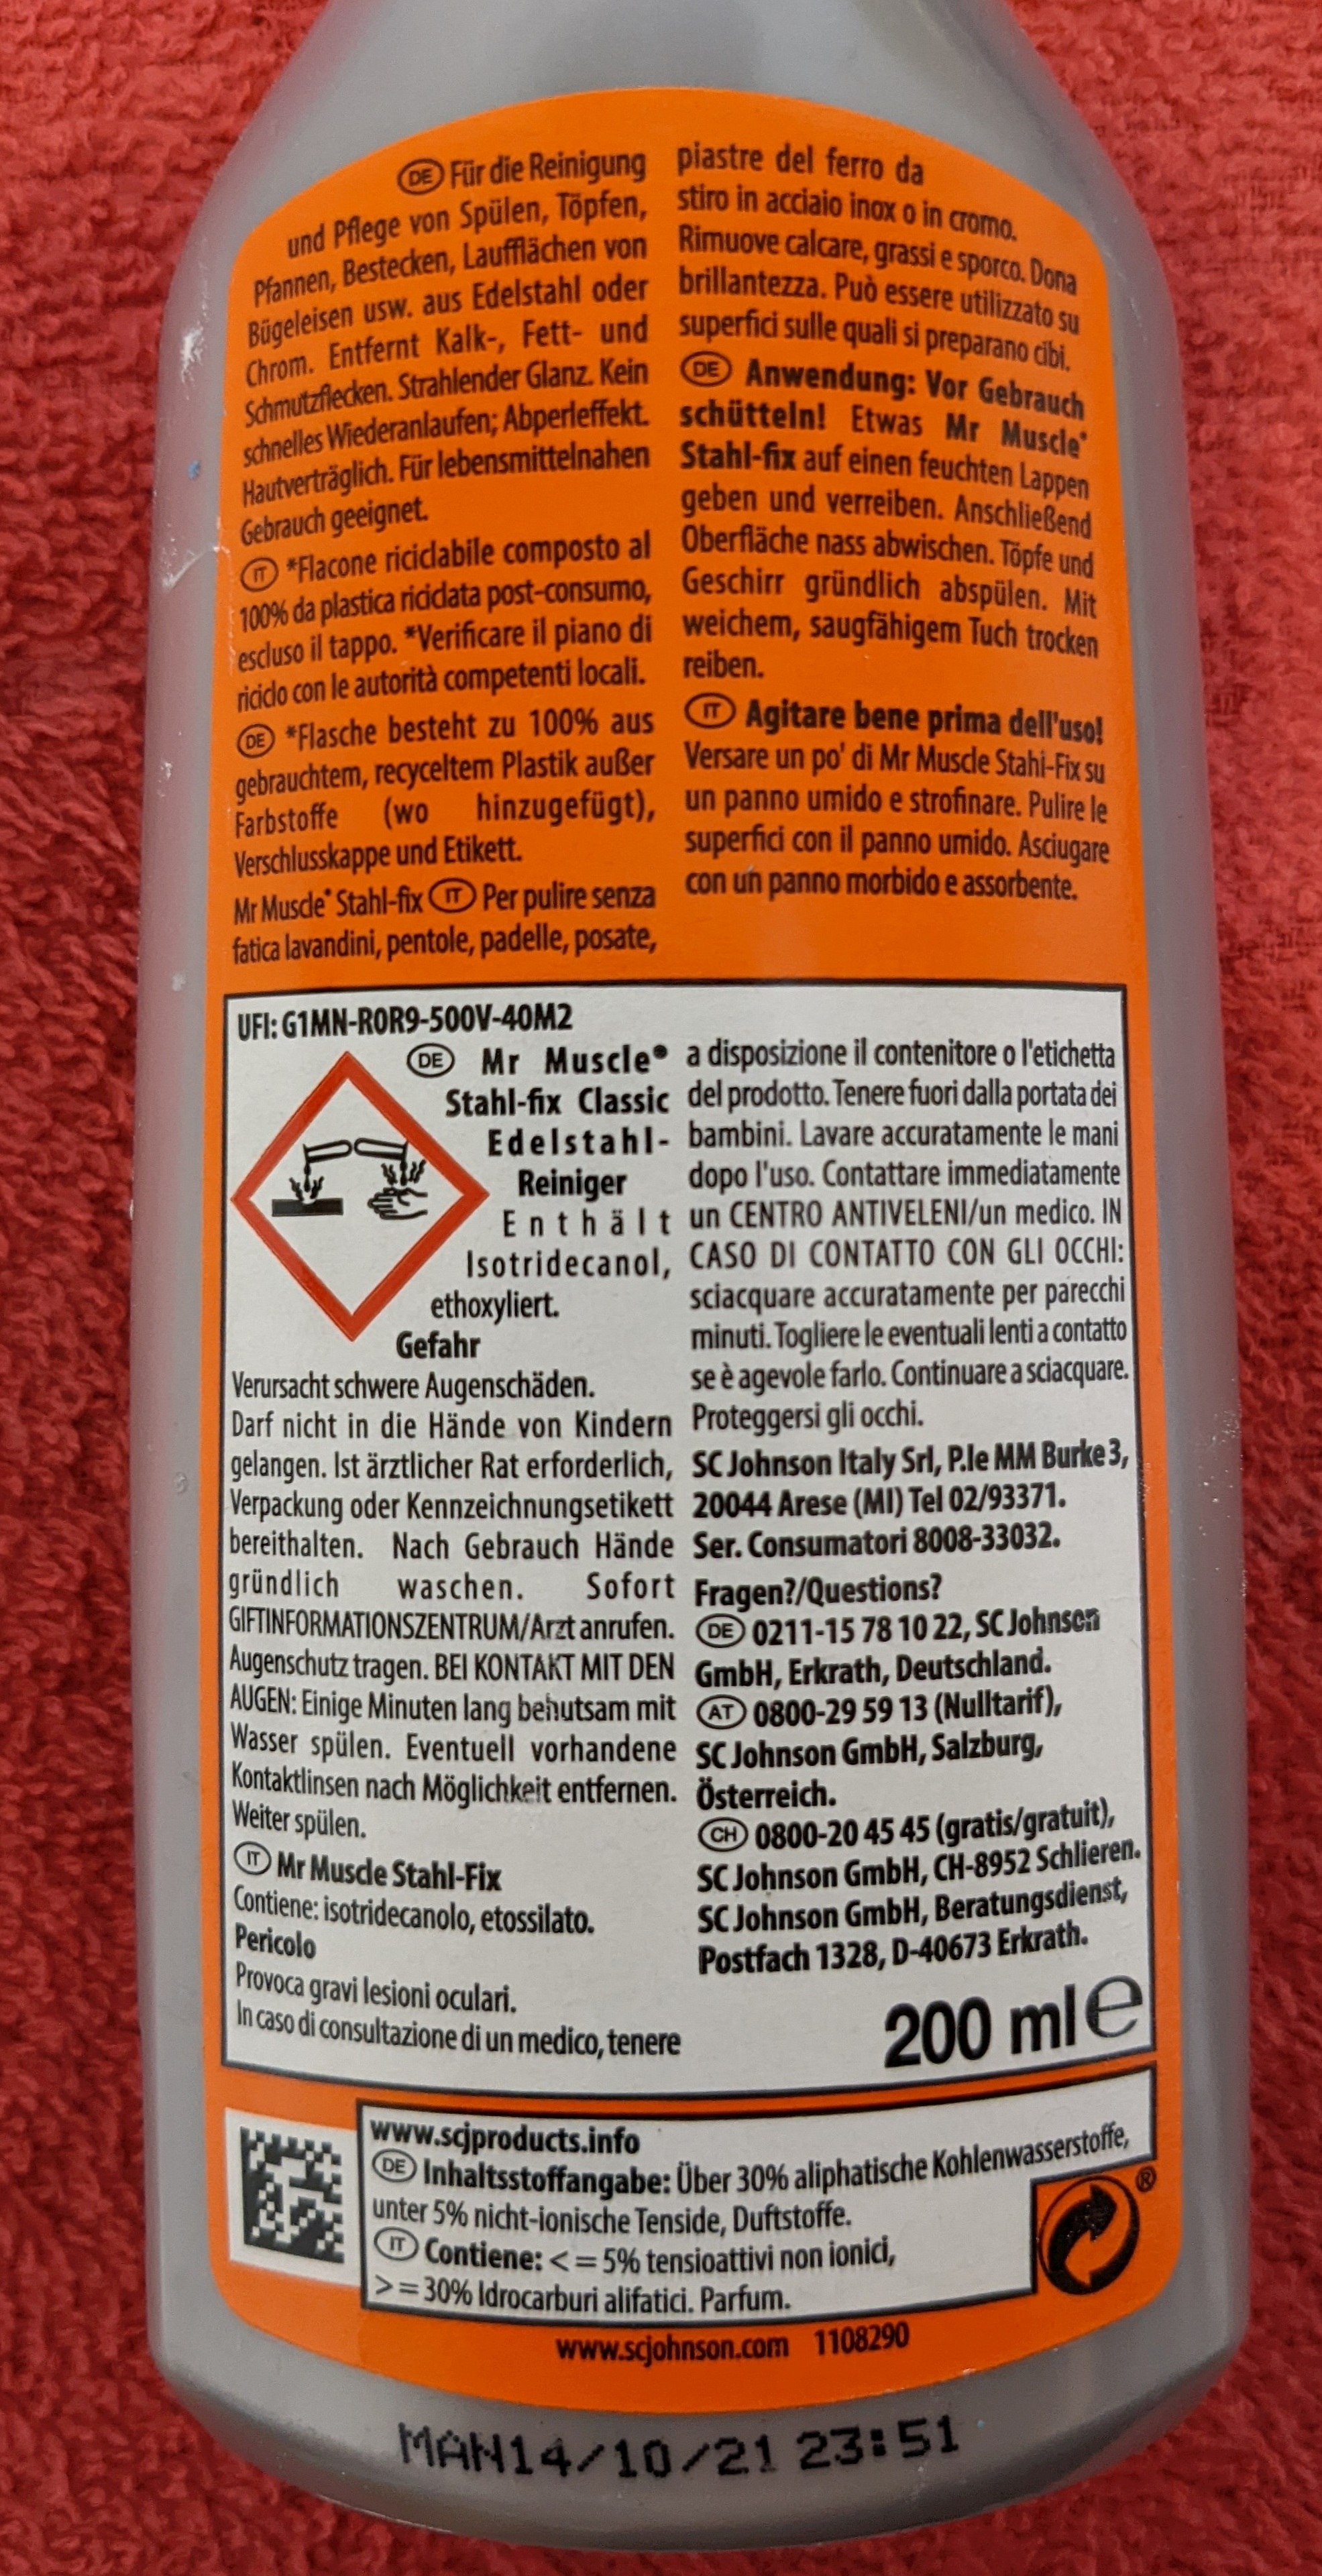 DE Für die Reinigung
und Pflege von Spülen, Töpfen,
Pfannen, Bestecken, Laufflächen von
Bügeleisen usw. aus Edelstahl oder
Chrom. Entfernt Kalk-, Fett- und
Schmutzflecken. Strahlender Glanz. Kein
schnelles Wiederanlaufen; Abperleffekt.
Hautverträglich. Für lebensmittelnahen
Gebrauch geeignet.
IT *Flacone riciclabile composto al
100% da plastica riciclata post-consumo,
escluso il tappo. *Verificare il piano di
riciclo con le autorità competenti locali.
DE *Flasche besteht zu 100% aus
gebrauchtem, recyceltem Plastik außer
Farbstoffe (wo hinzugefügt),
Verschlusskappe und Etikett.
Mr Muscle® Stahl-fix IT Per pulire senza
fatica lavandini, pentole, padelle, posate,
piastre del ferro da
stiro in acciaio inox o in cromo.
Rimuove calcare, grassi e sporco. Dona
brillantezza. Può essere utilizzato su
superfici sulle quali si preparano cibi.
DE Anwendung: Vor Gebrauch
schütteln! Etwas Mr Muscle®
Stahl-fix auf einen feuchten Lappen
geben und verreiben. Anschließend
Oberfläche nass abwischen. Töpfe und
Geschirr gründlich abspülen. Mit
weichem, saugfähigem Tuch trocken
reiben.
IT Agitare bene prima dell'uso!
Versare un po' di Mr Muscle Stahl-Fix su
un panno umido e strofinare. Pulire le
superfici con il panno umido. Asciugare
con un panno morbido e assorbente.
UFI: G1MN-R0R9-500V-40M2
DE Mr Muscle®
Stahl-fix Classic
Edelstahl-
Reiniger
Enthält
Isotridecanol,
ethoxyliert.
Gefahr
Verursacht schwere Augenschäden.
Darf nicht in die Hände von Kindern
gelangen. Ist ärztlicher Rat erforderlich,
Verpackung oder Kennzeichnungsetikett
bereithalten. Nach Gebrauch Hände
gründlich waschen. Sofort
GIFTINFORMATIONSZENTRUM/Arzt anrufen.
Augenschutz tragen. BEI KONTAKT MIT DEN
AUGEN: Einige Minuten lang behutsam mit
Wasser spülen. Eventuell vorhandene
Kontaktlinsen nach Möglichkeit entfernen.
Weiter spülen.
IT Mr Muscle Stahl-Fix
Contiene: isotridecanolo, etossilato.
Pericolo
Provoca gravi lesioni oculari.
In caso di consultazione di un medico, tenere
a disposizione il contenitore o l'etichetta
del prodotto. Tenere fuori dalla portata dei
bambini. Lavare accuratamente le mani
dopo l'uso. Contattare immediatamente
un CENTRO ANTIVELENI/un medico. IN
CASO DI CONTATTO CON GLI OCCHI:
sciacquare accuratamente per parecchi
minuti. Togliere le eventuali lenti a contatto
se è agevole farlo. Continuare a sciacquare.
Proteggersi gli occhi.
SC Johnson Italy Srl, P.le MM Burke 3,
20044 Arese (MI) Tel 02/93371.
Ser. Consumatori 8008-33032.
Fragen?/Questions?
DE 0211-15 78 10 22, SC Johnson
GmbH, Erkrath, Deutschland.
AT 0800-29 59 13 (Nulltarif),
SC Johnson GmbH, Salzburg,
Österreich.
CH 0800-20 45 45 (gratis/gratuit),
SC Johnson GmbH, CH-8952 Schlieren.
SC Johnson GmbH, Beratungsdienst,
Postfach 1328, D-40673 Erkrath.
200 ml e
www.scjproducts.info
DE Inhaltsstoffangabe: Über 30% aliphatische Kohlenwasserstoffe,
unter 5% nicht-ionische Tenside, Duftstoffe.
IT Contiene: <= 5% tensioattivi non ionici,
>= 30% Idrocarburi alifatici. Parfum.
®
www.scjohnson.com 1108290
MAN14/10/21 23:51